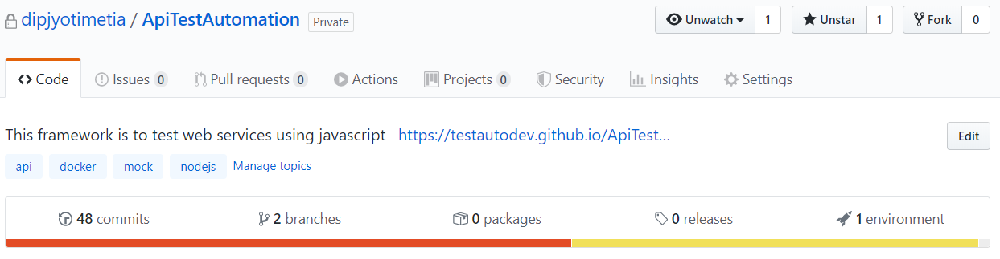 dipjyotimetia / ApiTestAutomation Private Unwatch 1 Unstar 1 Fork 0
Code Issues 0 Pull requests 0 Actions Projects 0 Security Insights Settings
This framework is to test web services using javascript https://testautodev.github.io/ApiTest... Edit
api docker mock nodejs Manage topics
48 commits 2 branches 0 packages 0 releases 1 environment